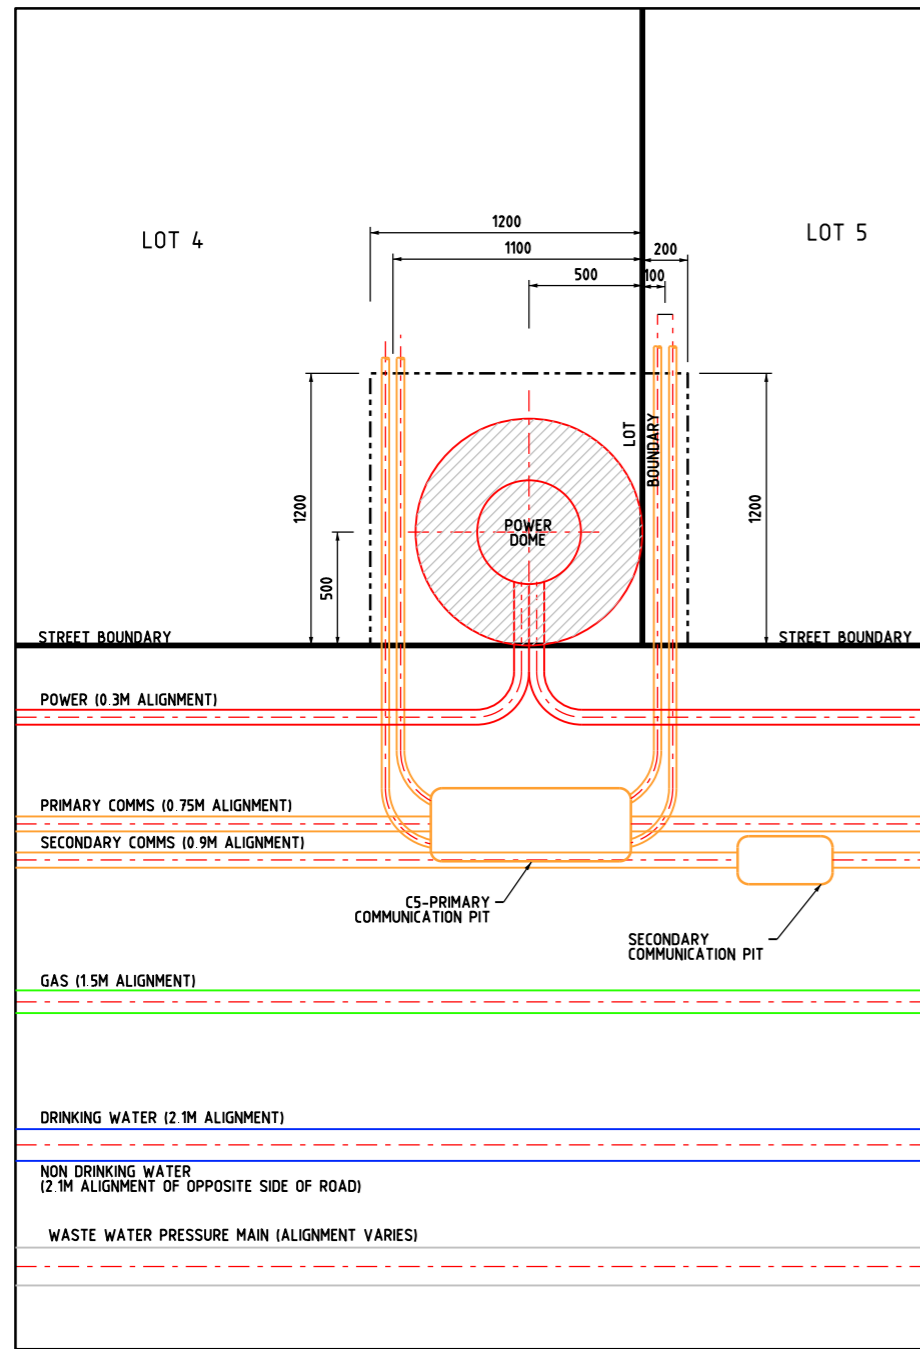 LOT 4
LOT 5
1200
1100
200
500
100
LOT
BOUNDARY
1200
1200
500
POWER
DOME
STREET BOUNDARY
STREET BOUNDARY
POWER (0.3M ALIGNMENT)
PRIMARY COMMS (0.75M ALIGNMENT)
SECONDARY COMMS (0.9M ALIGNMENT)
C5-PRIMARY
COMMUNICATION PIT
SECONDARY
COMMUNICATION PIT
GAS (1.5M ALIGNMENT)
DRINKING WATER (2.1M ALIGNMENT)
NON DRINKING WATER
(2.1M ALIGNMENT OF OPPOSITE SIDE OF ROAD)
WASTE WATER PRESSURE MAIN (ALIGNMENT VARIES)